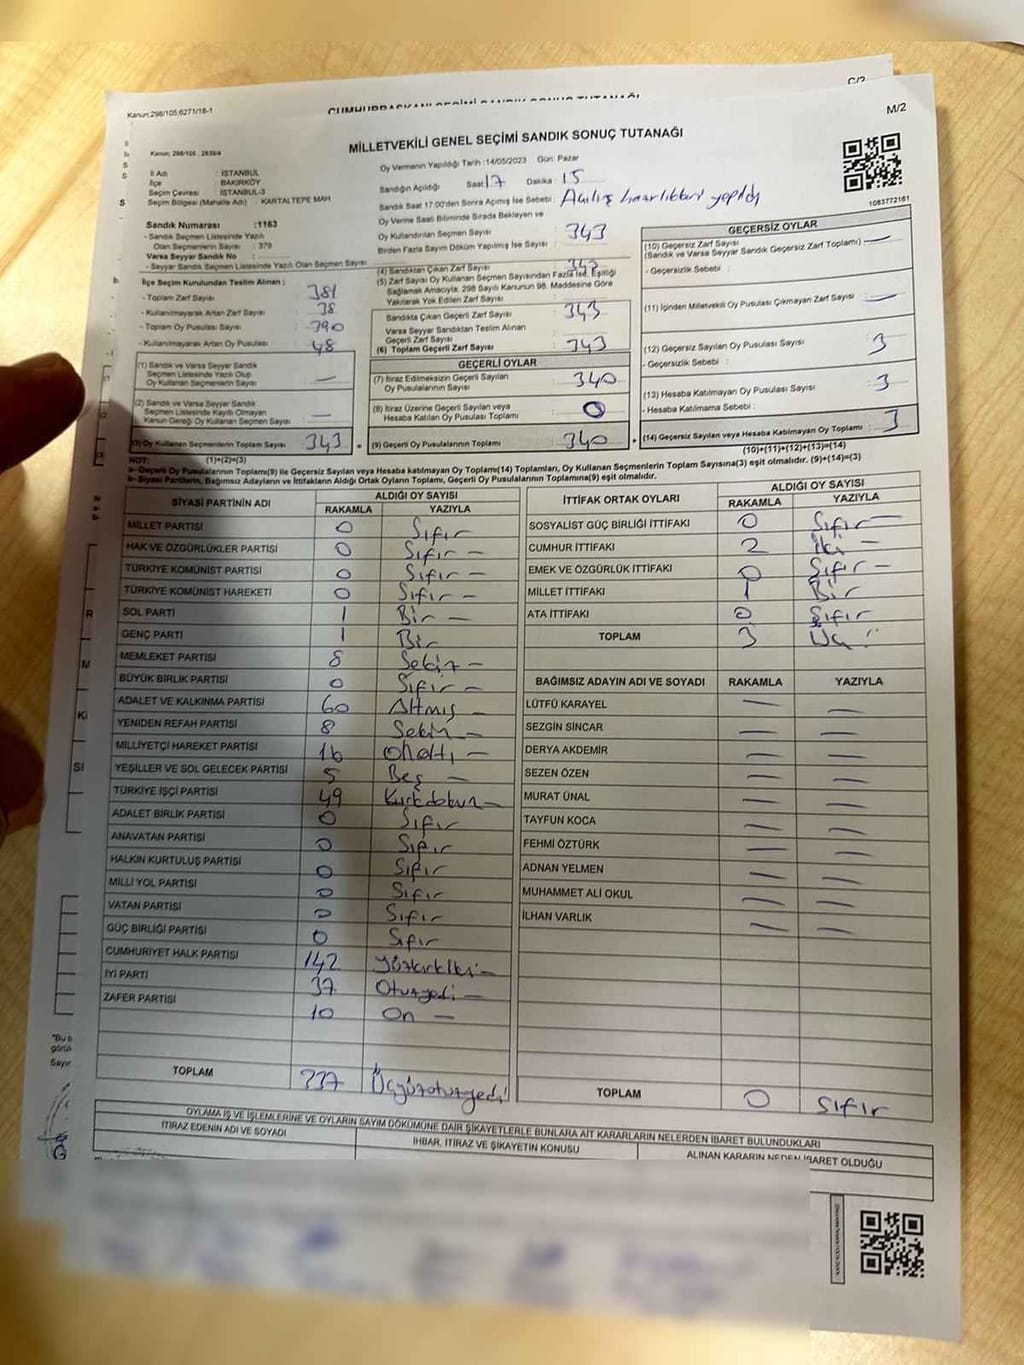 C/2
Kanun;298/105;6271/18-1
CUMHURBAŞKANI SEÇİMİ SANDIK SONUÇ TUTANAĞI
M/2
MİLLETVEKİLİ GENEL SEÇİMİ SANDIK SONUÇ TUTANAĞI
Kanun; 298/105 , 2839/4
İl Adı : İSTANBUL
İlçe : BAKIRKÖY
Seçim Çevresi : İSTANBUL-3
Seçim Bölgesi (Mahalle Adı) : KARTALTEPE MAH
Oy Vermenin Yapıldığı Tarih :14/05/2023 Gün: Pazar
Sandığın Açıldığı Saat: 17 Dakika : 15
Sandık Saat 17:00'den Sonra Açılmış İse Sebebi : Açılış hazırlıkları yapıldı
1063772161
Sandık Numarası :1163
- Sandık Seçmen Listesinde Yazılı
Olan Seçmenlerin Sayısı : 379
Varsa Seyyar Sandık No :
- Seyyar Sandık Seçmen Listesinde Yazılı Olan Seçmen Sayısı
Oy Verme Saati Bitiminde Sırada Bekleyen ve
Oy Kullandırılan Seçmen Sayısı 343
Birden Fazla Sayım Döküm Yapılmış İse Sayısı
İlçe Seçim Kurulundan Teslim Alınan ;
- Toplam Zarf Sayısı 381
- Kullanılmayarak Artan Zarf Sayısı 38
- Toplam Oy Pusulası Sayısı 390
- Kullanılmayarak Artan Oy Pusulası 48
(1) Sandık ve Varsa Seyyar Sandık
Seçmen Listesinde Yazılı Olup
Oy Kullanan Seçmenlerin Sayısı —
(2) Sandık ve Varsa Seyyar Sandık
Seçmen Listesinde Kayıtlı Olmayan
Kanun Gereği Oy Kullanan Seçmen Sayısı —
(3) Oy Kullanan Seçmenlerin Toplam Sayısı 343
(4) Sandıktan Çıkan Zarf Sayısı 343
(5) Zarf Sayısı Oy Kullanan Seçmen Sayısından Fazla İse, Eşitliği
Sağlamak Amacıyla; 298 Sayılı Kanunun 98. Maddesine Göre
Yakılarak Yok Edilen Zarf Sayısı
Sandıkta Çıkan Geçerli Zarf Sayısı 343
Varsa Seyyar Sandıktan Teslim Alınan
Geçerli Zarf Sayısı
(6) Toplam Geçerli Zarf Sayısı 343
GEÇERLİ OYLAR
(7) İtiraz Edilmeksizin Geçerli Sayılan
Oy Pusulalarının Sayısı 340
(8) İtiraz Üzerine Geçerli Sayılan veya
Hesaba Katılan Oy Pusulası Toplamı 0
(9) Geçerli Oy Pusulalarının Toplamı 340
GEÇERSİZ OYLAR
(10) Geçersiz Zarf Sayısı
(Sandık ve Varsa Seyyar Sandık Geçersiz Zarf Toplamı) —
- Geçersizlik Sebebi :
(11) İçinden Milletvekili Oy Pusulası Çıkmayan Zarf Sayısı —
(12) Geçersiz Sayılan Oy Pusulası Sayısı 3
- Geçersizlik Sebebi :
(13) Hesaba Katılmayan Oy Pusulası Sayısı 3
- Hesaba Katılmama Sebebi :
(14) Geçersiz Sayılan veya Hesaba Katılmayan Oy Toplamı 3
NOT: (1)+(2)=(3)
(10)+(11)+(12)+(13)=(14)
a- Geçerli Oy Pusulalarının Toplamı(9) ile Geçersiz Sayılan veya Hesaba katılmayan Oy Toplamı(14) Toplamları, Oy Kullanan Seçmenlerin Toplam Sayısına(3) eşit olmalıdır. (9)+(14)=(3)
b- Siyasi Partilerin, Bağımsız Adayların ve İttifakların Aldığı Ortak Oyların Toplamı, Geçerli Oy Pusulalarının Toplamına(9) eşit olmalıdır.
SİYASİ PARTİNİN ADI ALDIĞI OY SAYISI
RAKAMLA YAZIYLA
MİLLET PARTİSİ 0 Sıfır
HAK VE ÖZGÜRLÜKLER PARTİSİ 0 Sıfır —
TÜRKİYE KOMÜNİST PARTİSİ 0 Sıfır —
TÜRKİYE KOMÜNİST HAREKETİ 0 Sıfır —
SOL PARTİ 1 Bir —
GENÇ PARTİ 1 Bir
MEMLEKET PARTİSİ 8 Sekiz —
BÜYÜK BİRLİK PARTİSİ 0 Sıfır —
ADALET VE KALKINMA PARTİSİ 60 Altmış —
YENİDEN REFAH PARTİSİ 8 Sekiz —
MİLLİYETÇİ HAREKET PARTİSİ 16 Onaltı —
YEŞİLLER VE SOL GELECEK PARTİSİ 5 Beş —
TÜRKİYE İŞÇİ PARTİSİ 49 Kırkdokuz —
ADALET BİRLİK PARTİSİ 0 Sıfır
ANAVATAN PARTİSİ 0 Sıfır
HALKIN KURTULUŞ PARTİSİ 0 Sıfır
MİLLİ YOL PARTİSİ 0 Sıfır
VATAN PARTİSİ 0 Sıfır
GÜÇ BİRLİĞİ PARTİSİ 0 Sıfır
CUMHURİYET HALK PARTİSİ 142 Yüzkırkiki —
İYİ PARTİ 37 Otuzyedi —
ZAFER PARTİSİ 10 On —
TOPLAM 337 Üçyüzotuzyedi
İTTİFAK ORTAK OYLARI ALDIĞI OY SAYISI
RAKAMLA YAZIYLA
SOSYALİST GÜÇ BİRLİĞİ İTTİFAKI 0 Sıfır —
CUMHUR İTTİFAKI 2 İki —
EMEK VE ÖZGÜRLÜK İTTİFAKI 0 Sıfır —
MİLLET İTTİFAKI 1 Bir
ATA İTTİFAKI 0 Sıfır
TOPLAM 3 Üç
BAĞIMSIZ ADAYIN ADI VE SOYADI RAKAMLA YAZIYLA
LÜTFÜ KARAYEL — —
SEZGİN SİNCAR — —
DERYA AKDEMİR — —
SEZEN ÖZEN — —
MURAT ÜNAL — —
TAYFUN KOCA — —
FEHMİ ÖZTÜRK — —
ADNAN YELMEN — —
MUHAMMET ALİ OKUL — —
İLHAN VARLIK — —
TOPLAM 0 Sıfır
OYLAMA İŞ VE İŞLEMLERİNE VE OYLARIN SAYIM DÖKÜMÜNE DAİR ŞİKAYETLERLE BUNLARA AİT KARARLARIN NELERDEN İBARET BULUNDUKLARI
İTİRAZ EDENİN ADI VE SOYADI İHBAR, İTİRAZ VE ŞİKAYETİN KONUSU ALINAN KARARIN NEDEN İBARET OLDUĞU